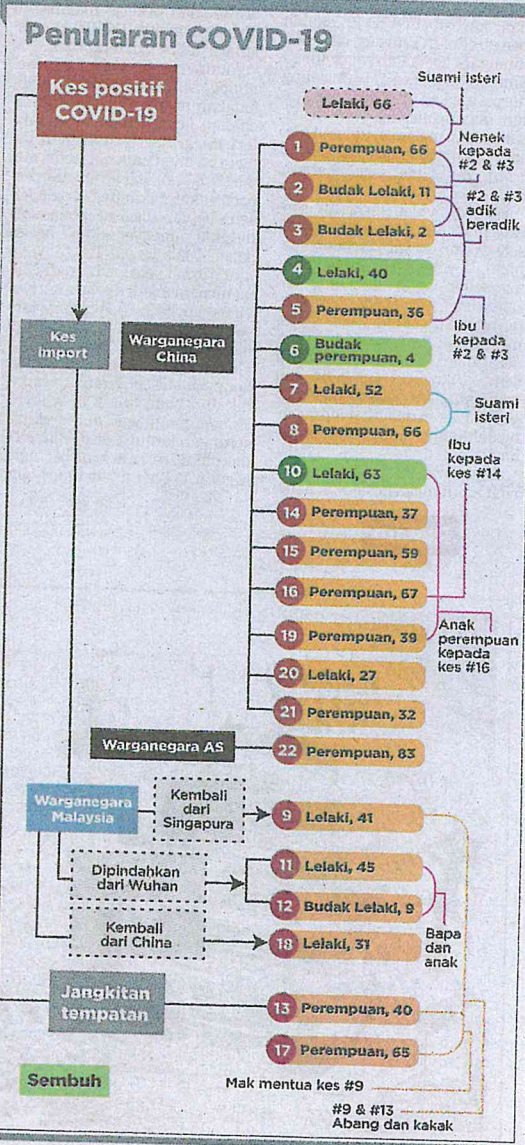 Penularan COVID-19
Kes positif
COVID-19
Suami isteri
Lelaki, 66
1 Perempuan, 66
Nenek
kepada
#2 & #3
2 Budak Lelaki, 11
#2 & #3
adik
beradik
3 Budak Lelaki, 2
4 Lelaki, 40
5 Perempuan, 36
Ibu
kepada
#2 & #3
Kes
import
Warganegara
China
6 Budak
perempuan, 4
7 Lelaki, 52
Suami
isteri
8 Perempuan, 66
Ibu
kepada
kes #14
10 Lelaki, 63
14 Perempuan, 37
15 Perempuan, 59
16 Perempuan, 67
19 Perempuan, 39
Anak
perempuan
kepada
kes #16
20 Lelaki, 27
21 Perempuan, 32
Warganegara AS
22 Perempuan, 83
Warganegara
Malaysia
Kembali
dari
Singapura
9 Lelaki, 41
Dipindahkan
dari Wuhan
11 Lelaki, 45
12 Budak Lelaki, 9
Bapa
dan
anak
Kembali
dari China
18 Lelaki, 31
Jangkitan
tempatan
13 Perempuan, 40
17 Perempuan, 65
Sembuh
Mak mentua kes #9
#9 & #13
Abang dan kakak